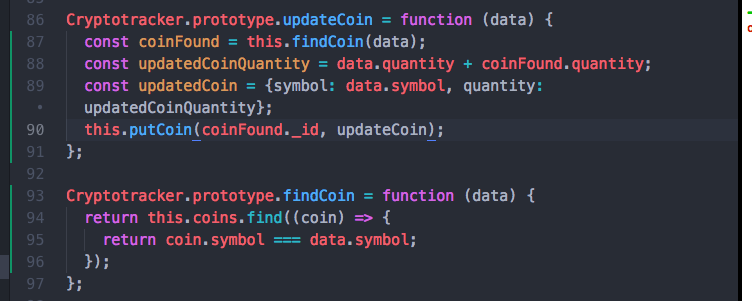 86 Cryptotracker.prototype.updateCoin = function (data) {
87 const coinFound = this.findCoin(data);
88 const updatedCoinQuantity = data.quantity + coinFound.quantity;
89 const updatedCoin = {symbol: data.symbol, quantity:
• updatedCoinQuantity};
90 this.putCoin(coinFound._id, updateCoin);
91 };
92
93 Cryptotracker.prototype.findCoin = function (data) {
94 return this.coins.find((coin) => {
95 return coin.symbol === data.symbol;
96 });
97 };